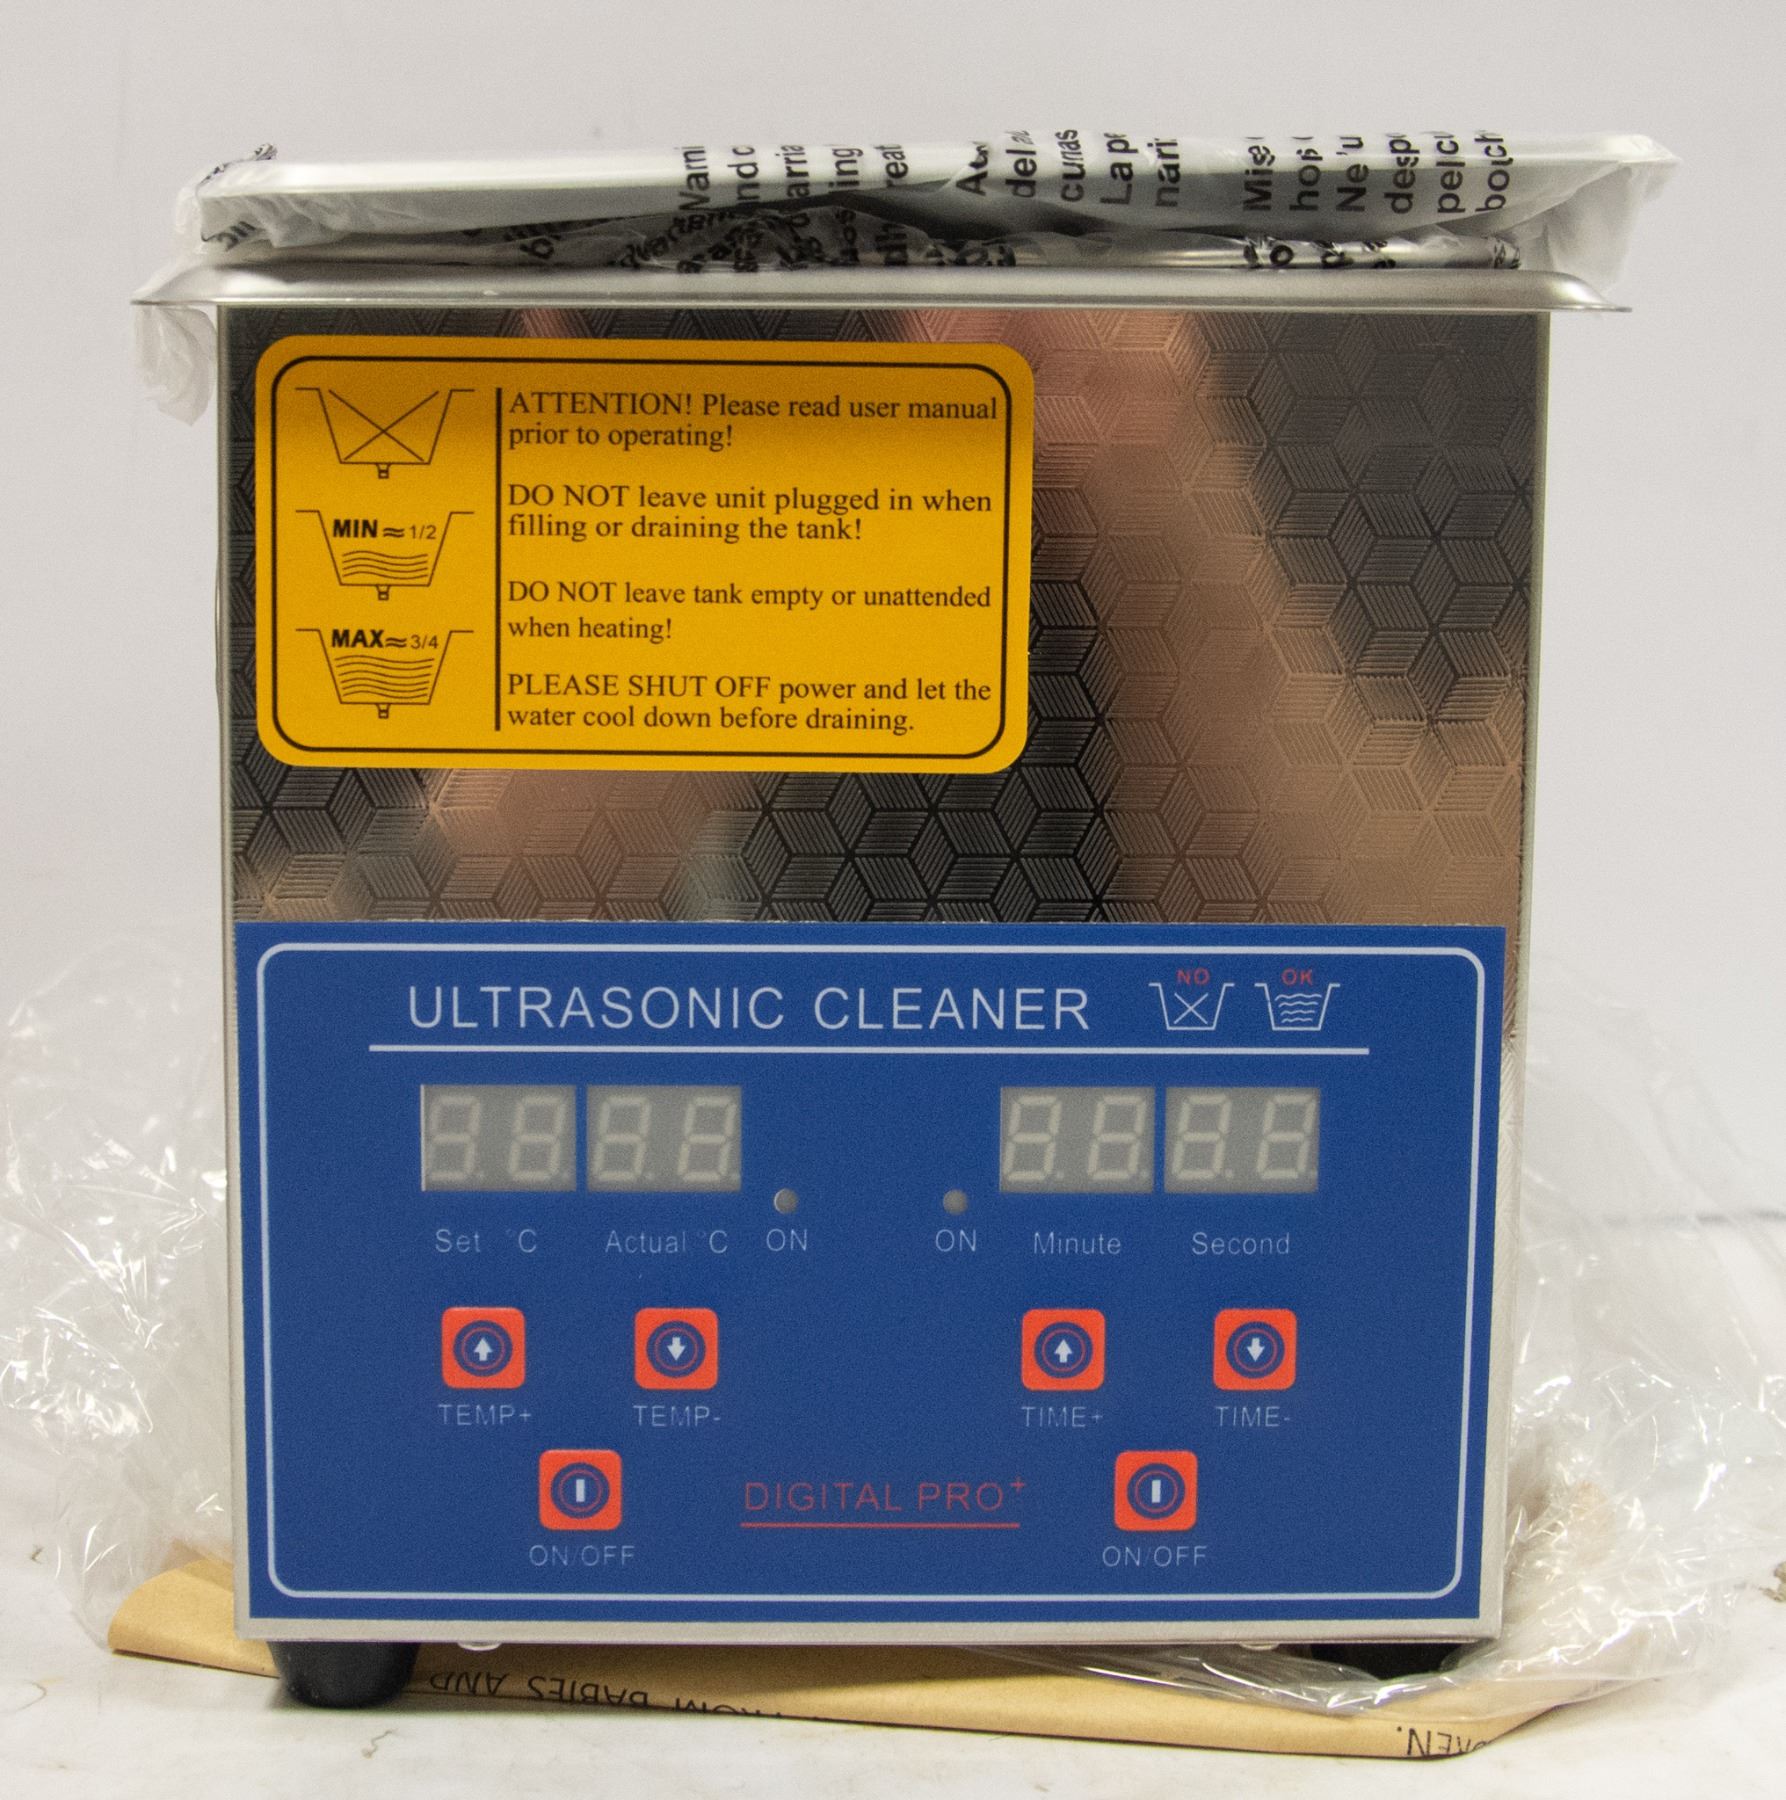 ATTENTION! Please read user manual
prior to operating!
DO NOT leave unit plugged in when
filling or draining the tank!
DO NOT leave tank empty or unattended
when heating!
PLEASE SHUT OFF power and let the
water cool down before draining.
MIN ≈ 1/2
MAX ≈ 3/4
ULTRASONIC CLEANER
NO
OK
Set °C
Actual °C
ON
ON
Minute
Second
TEMP+
TEMP-
TIME+
TIME-
ON/OFF
DIGITAL PRO+
ON/OFF
FROM BABIES AND